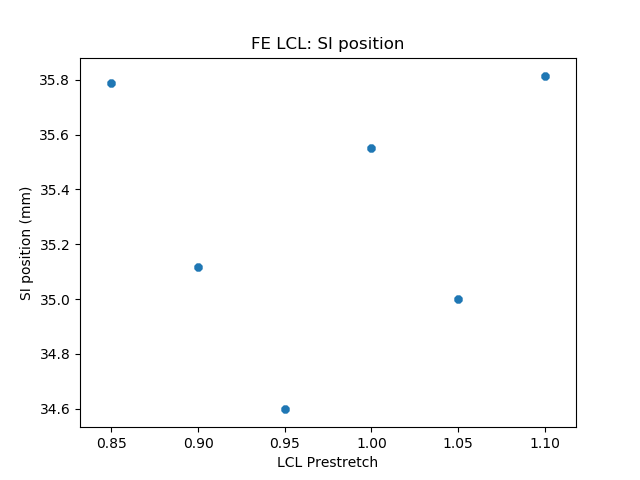 FE LCL: SI position
35.8
35.6
35.4
35.2
35.0
34.8
34.6
SI position (mm)
0.85 0.90 0.95 1.00 1.05 1.10
LCL Prestretch